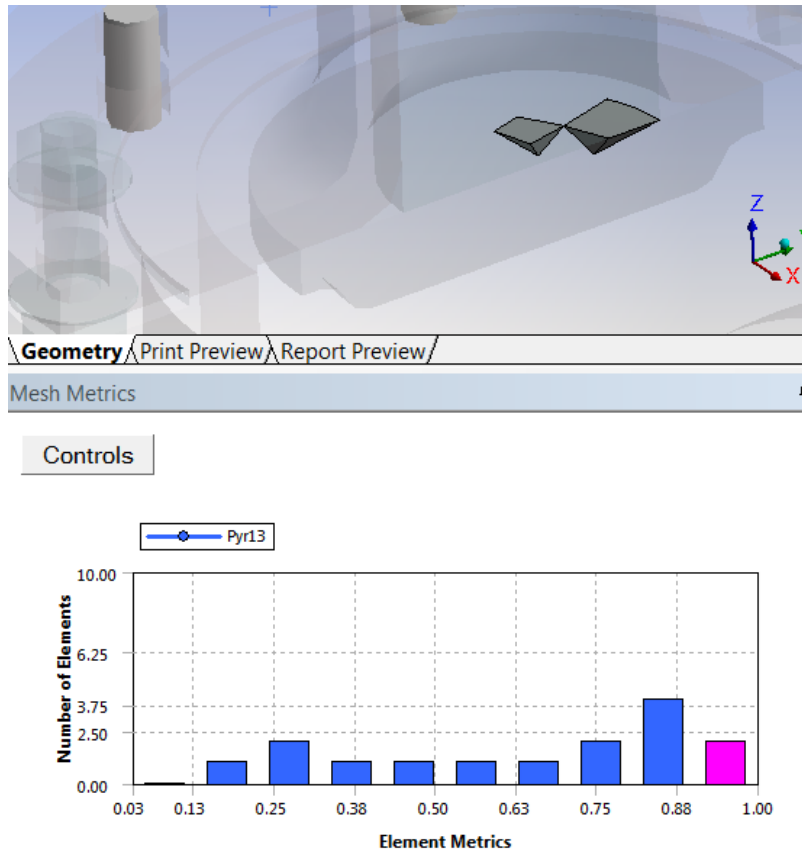 Z
X
Geometry Print Preview Report Preview
Mesh Metrics
Controls
Pyr13
Number of Elements
10.00
6.25
3.75
2.50
0.00
0.03 0.13 0.25 0.38 0.50 0.63 0.75 0.88 1.00
Element Metrics